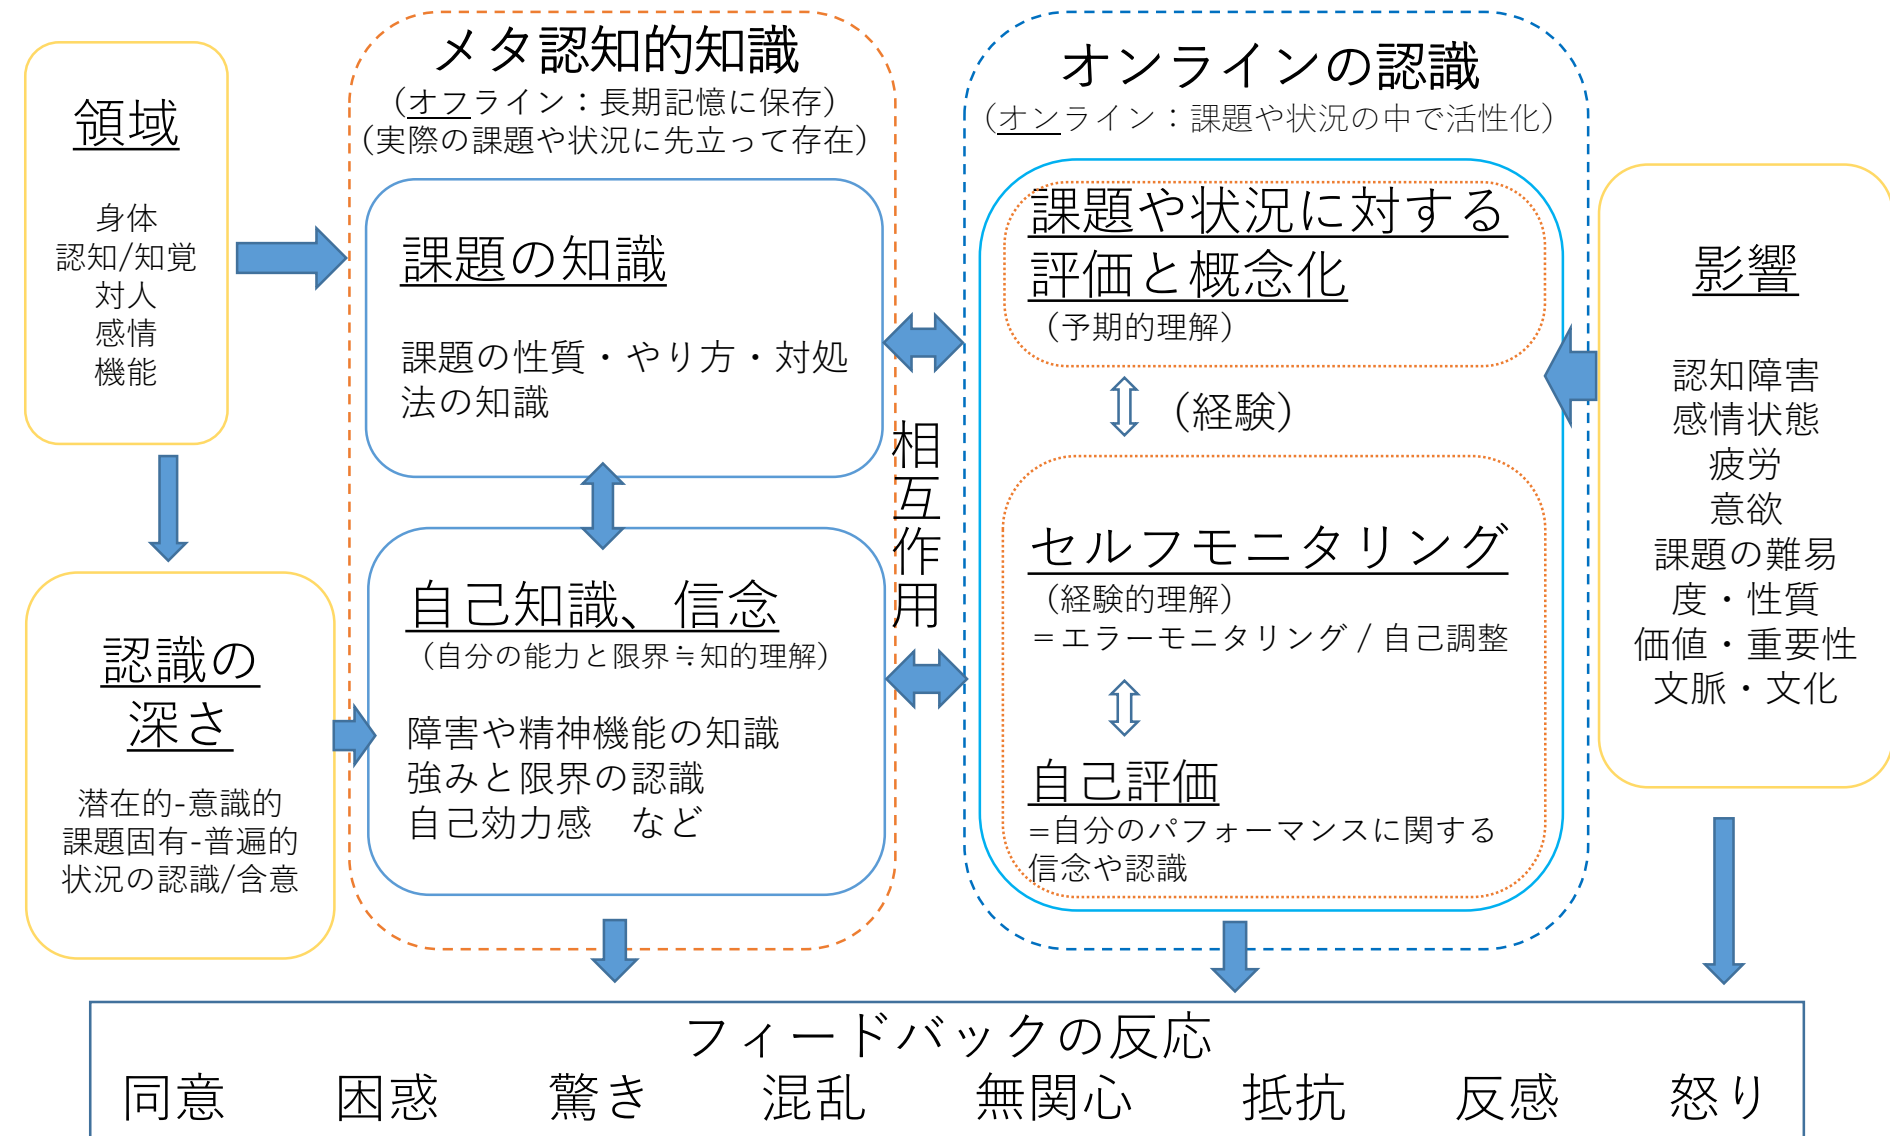 領域
身体
認知/知覚
対人
感情
機能
認識の
深さ
潜在的-意識的
課題固有-普遍的
状況の認識/含意
メタ認知的知識
（オフライン：長期記憶に保存）
（実際の課題や状況に先立って存在）
課題の知識
課題の性質・やり方・対処
法の知識
自己知識、信念
（自分の能力と限界≒知的理解）
障害や精神機能の知識
強みと限界の認識
自己効力感　など
相互作用
オンラインの認識
（オンライン：課題や状況の中で活性化）
課題や状況に対する
評価と概念化
（予期的理解）
（経験）
セルフモニタリング
（経験的理解）
＝エラーモニタリング / 自己調整
自己評価
=自分のパフォーマンスに関する
信念や認識
影響
認知障害
感情状態
疲労
意欲
課題の難易
度・性質
価値・重要性
文脈・文化
フィードバックの反応
同意　困惑　驚き　混乱　無関心　抵抗　反感　怒り